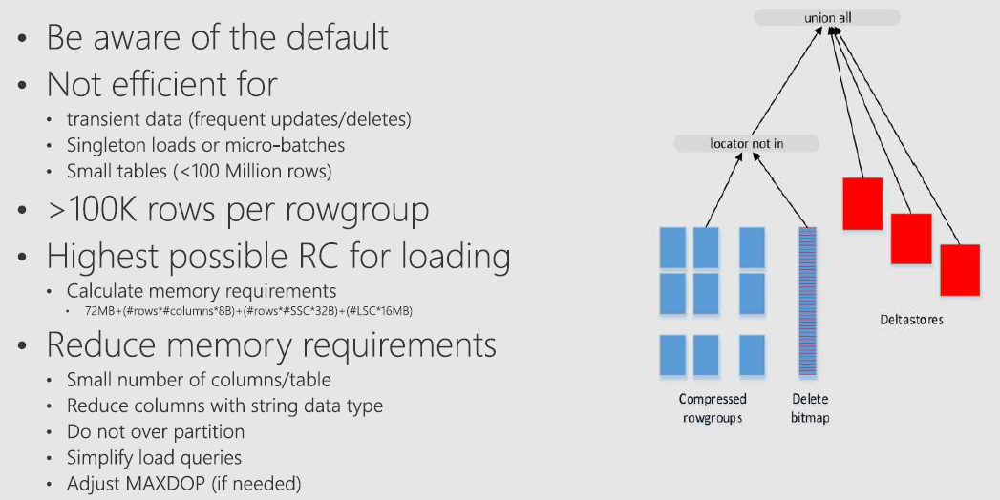 • Be aware of the default
• Not efficient for
• transient data (frequent updates/deletes)
• Singleton loads or micro-batches
• Small tables (<100 Million rows)
• >100K rows per rowgroup
• Highest possible RC for loading
• Calculate memory requirements
• 72MB+(#rows*#columns*8B)+(#rows*#SSC*32B)+(#LSC*16MB)
• Reduce memory requirements
• Small number of columns/table
• Reduce columns with string data type
• Do not over partition
• Simplify load queries
• Adjust MAXDOP (if needed)
union all
locator not in
Deltastores
Compressed
rowgroups
Delete
bitmap